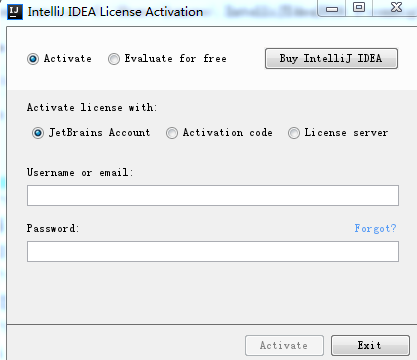 IJ IntelliJ IDEA License Activation
Activate Evaluate for free Buy IntelliJ IDEA
Activate license with:
JetBrains Account Activation code License server
Username or email:
Password: Forgot?
Activate Exit